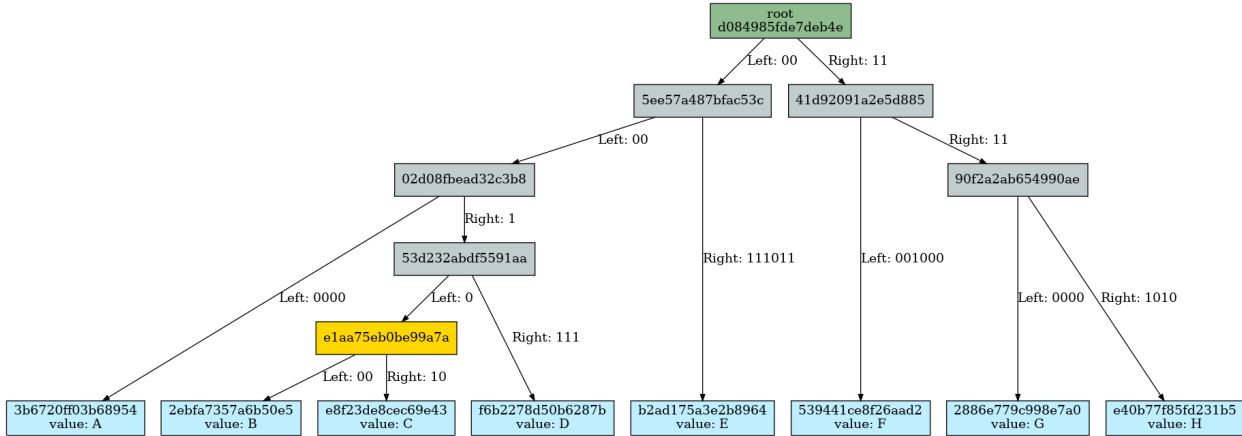 root
d084985fde7deb4e
Left: 00
Right: 11
5ee57a487bfac53c
41d92091a2e5d885
Left: 00
Right: 11
02d08fbead32c3b8
90f2a2ab654990ae
Right: 1
53d232abdf5591aa
Right: 111011
Left: 001000
Left: 0000
Left: 0
Left: 0000
Right: 1010
e1aa75eb0be99a7a
Right: 111
Left: 00
Right: 10
3b6720ff03b68954
value: A
2ebfa7357a6b50e5
value: B
e8f23de8cec69e43
value: C
f6b2278d50b6287b
value: D
b2ad175a3e2b8964
value: E
539441ce8f26aad2
value: F
2886e779c998e7a0
value: G
e40b77f85fd231b5
value: H